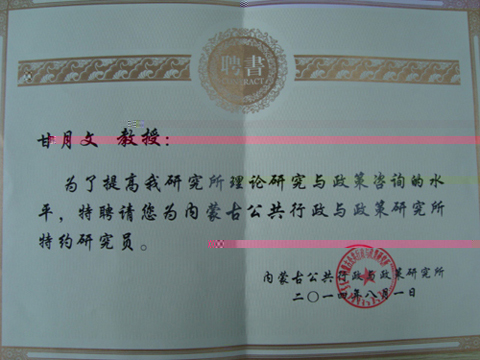 聘書
CONTRACT
甘月文 教授：
为了提高我研究所理论研究与政策咨询的水
平，特聘请您为内蒙古公共行政与政策研究所
特约研究员。
内蒙古公共行政与政策研究所
二〇一四年八月一日